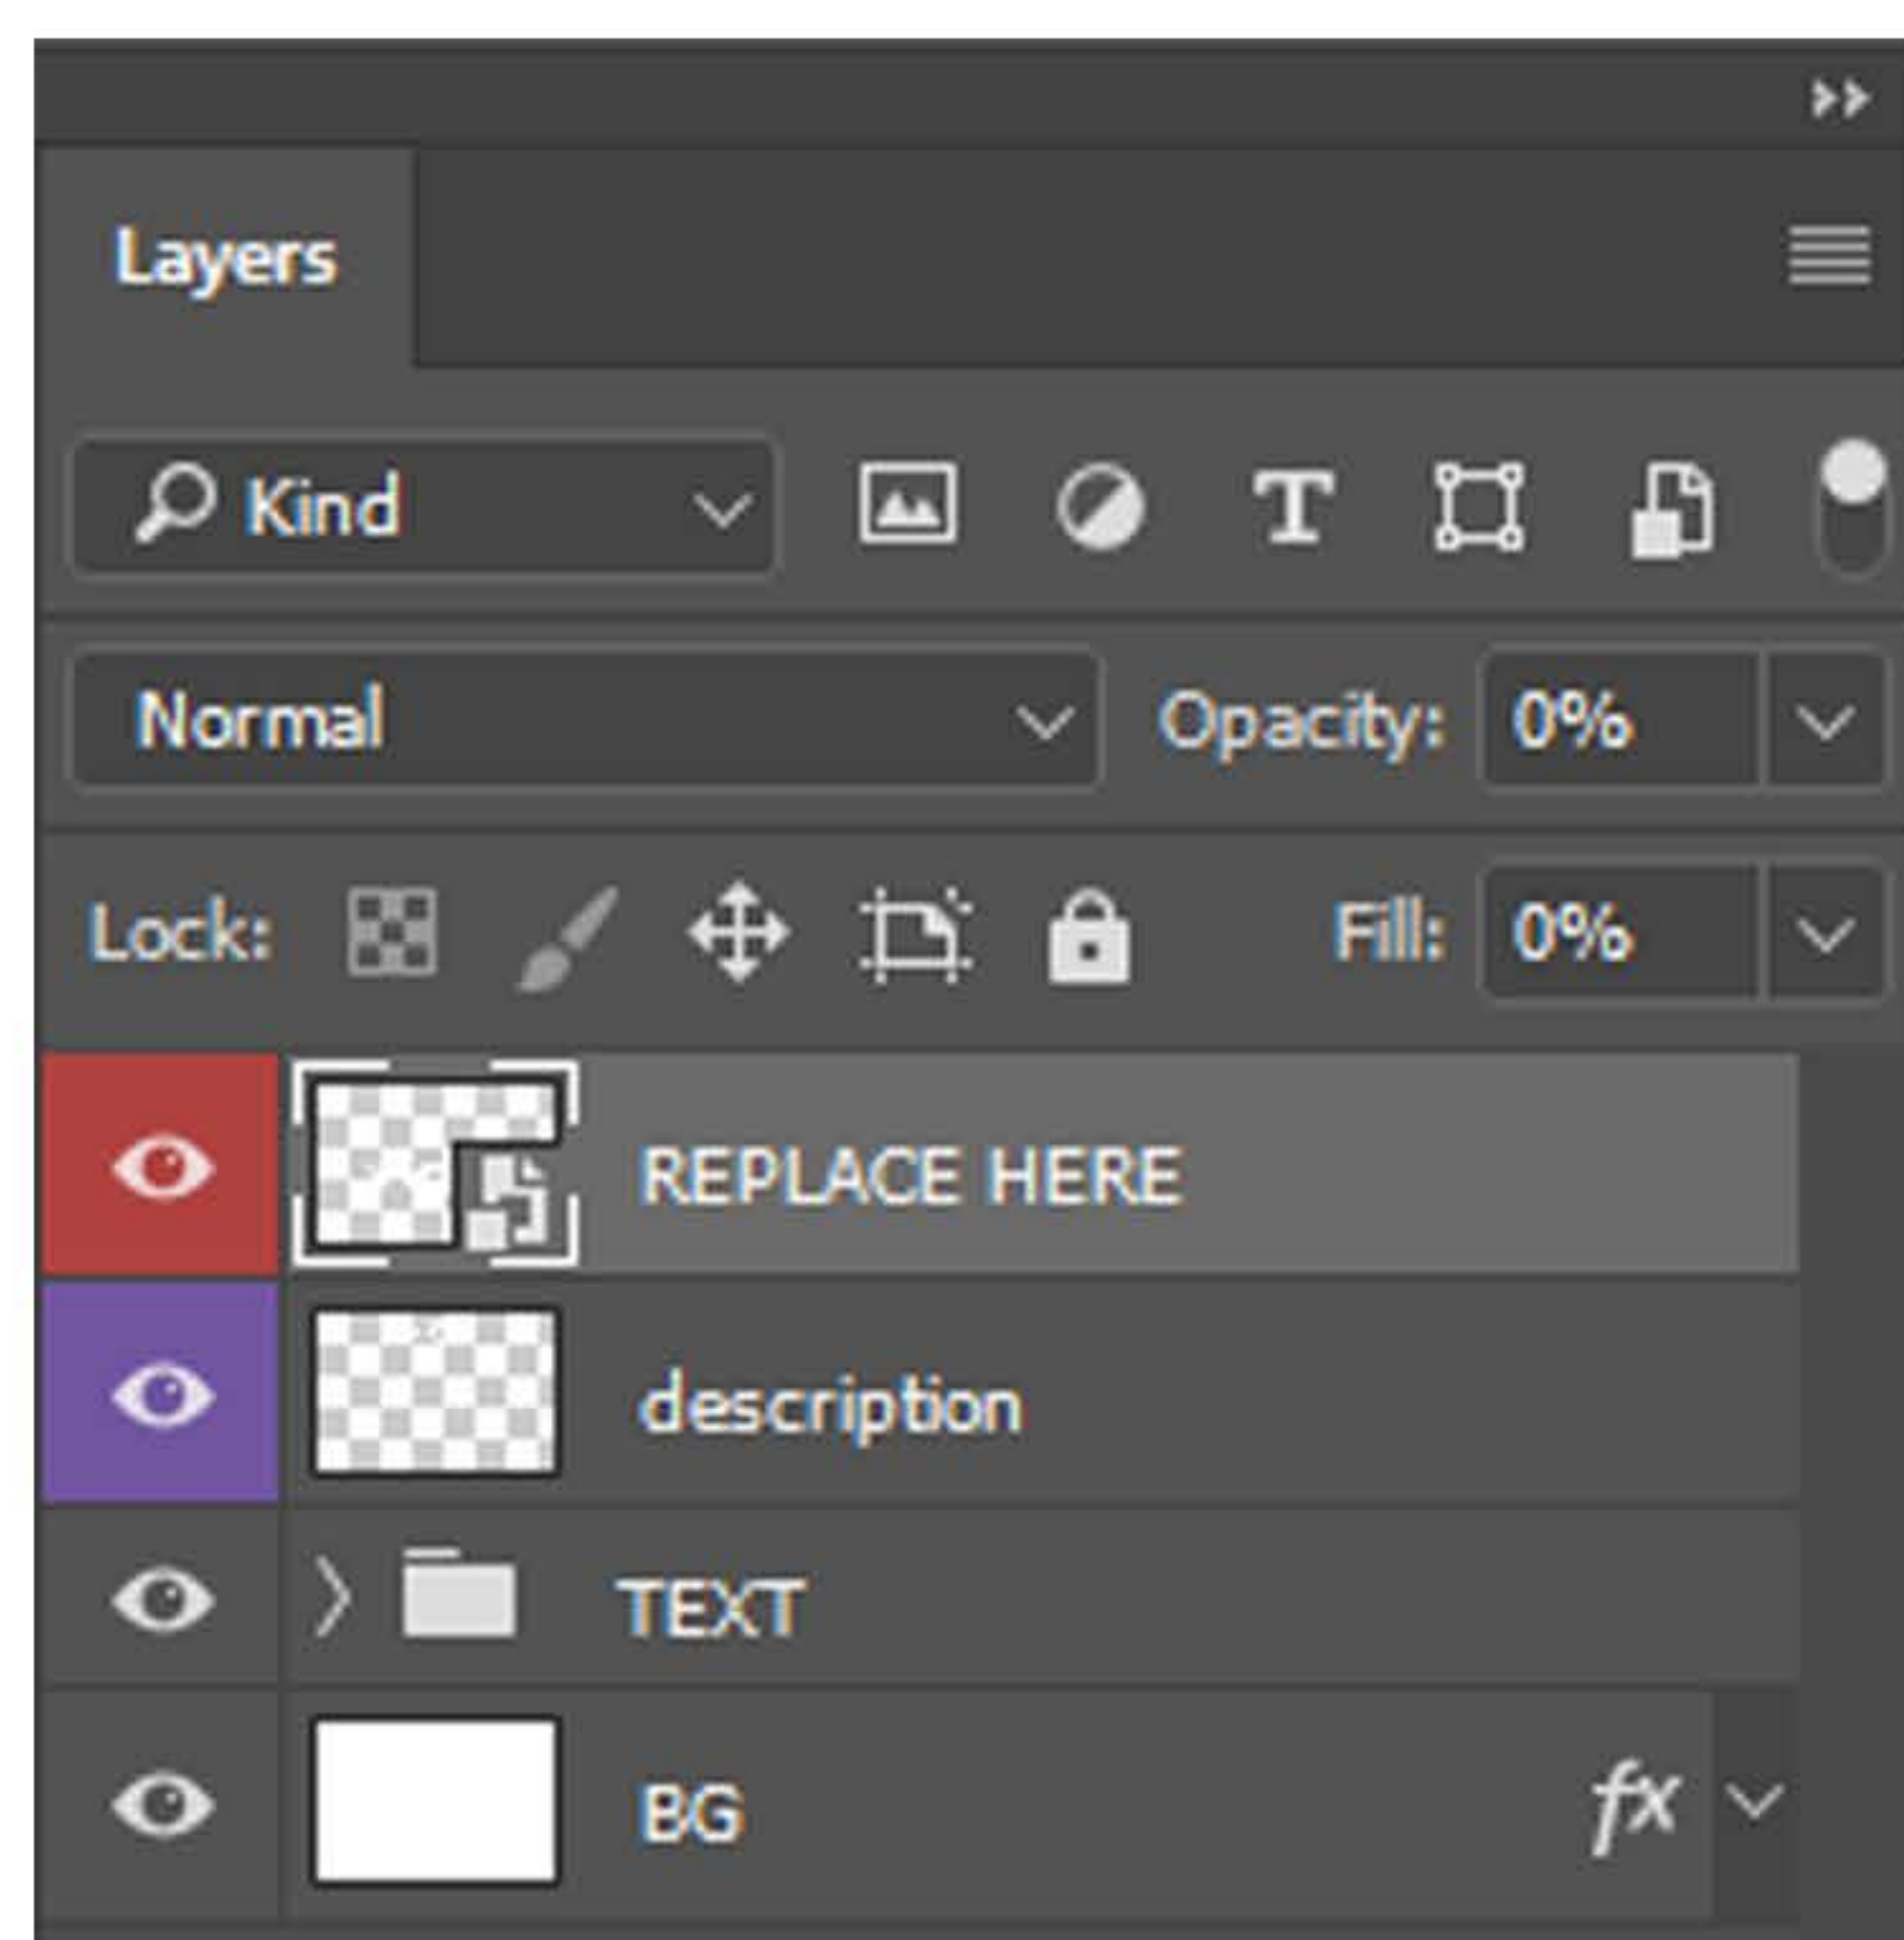 Layers
Kind
Normal Opacity: 0%
Lock: Fill: 0%
REPLACE HERE
description
TEXT
BG fx